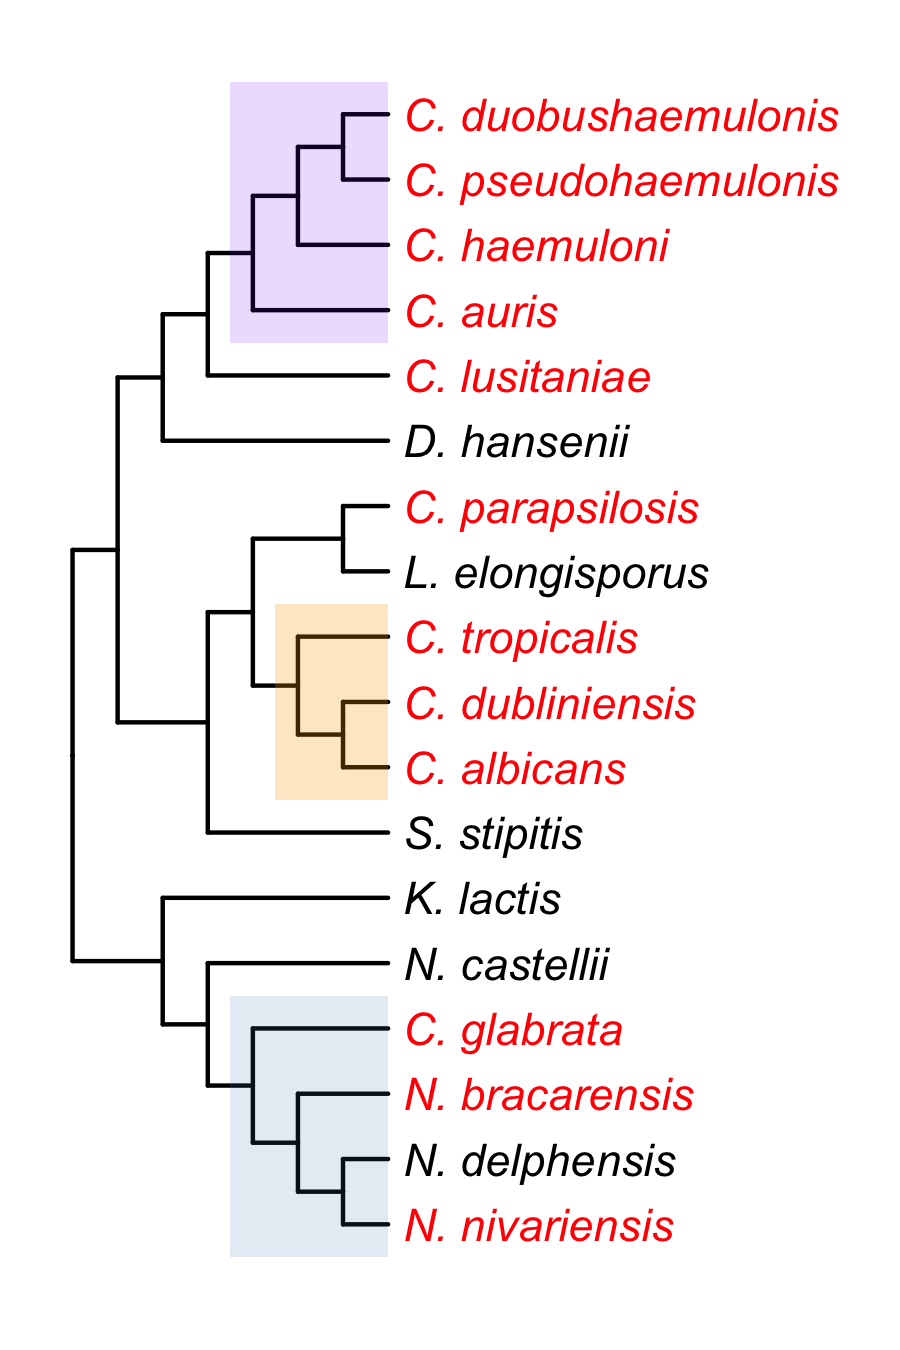 C. duobushaemulonis
C. pseudohaemulonis
C. haemuloni
C. auris
C. lusitaniae
D. hansenii
C. parapsilosis
L. elongisporus
C. tropicalis
C. dubliniensis
C. albicans
S. stipitis
K. lactis
N. castellii
C. glabrata
N. bracarensis
N. delphensis
N. nivariensis